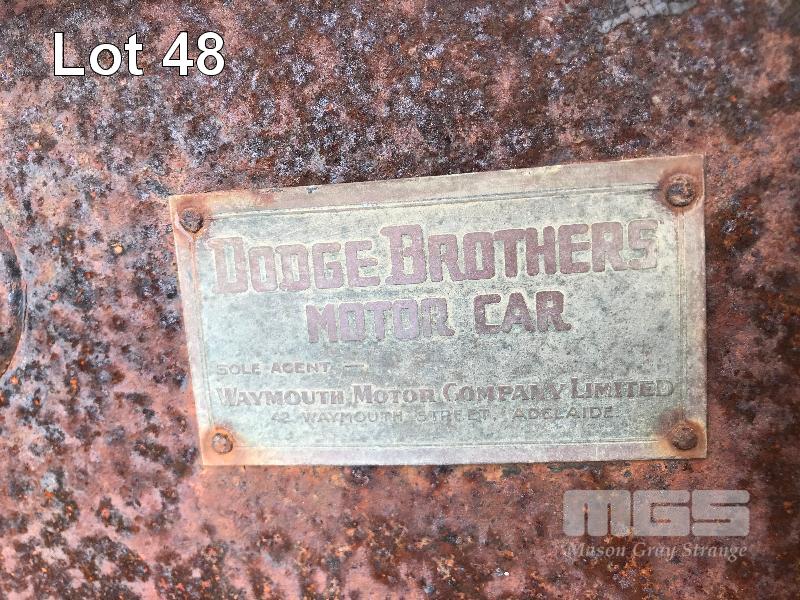 Lot 48
DODGE BROTHERS
MOTOR CAR
SOLE AGENT —
WAYMOUTH MOTOR COMPANY LIMITED
42 WAYMOUTH STREET, ADELAIDE
MGS
Mason Gray Strange